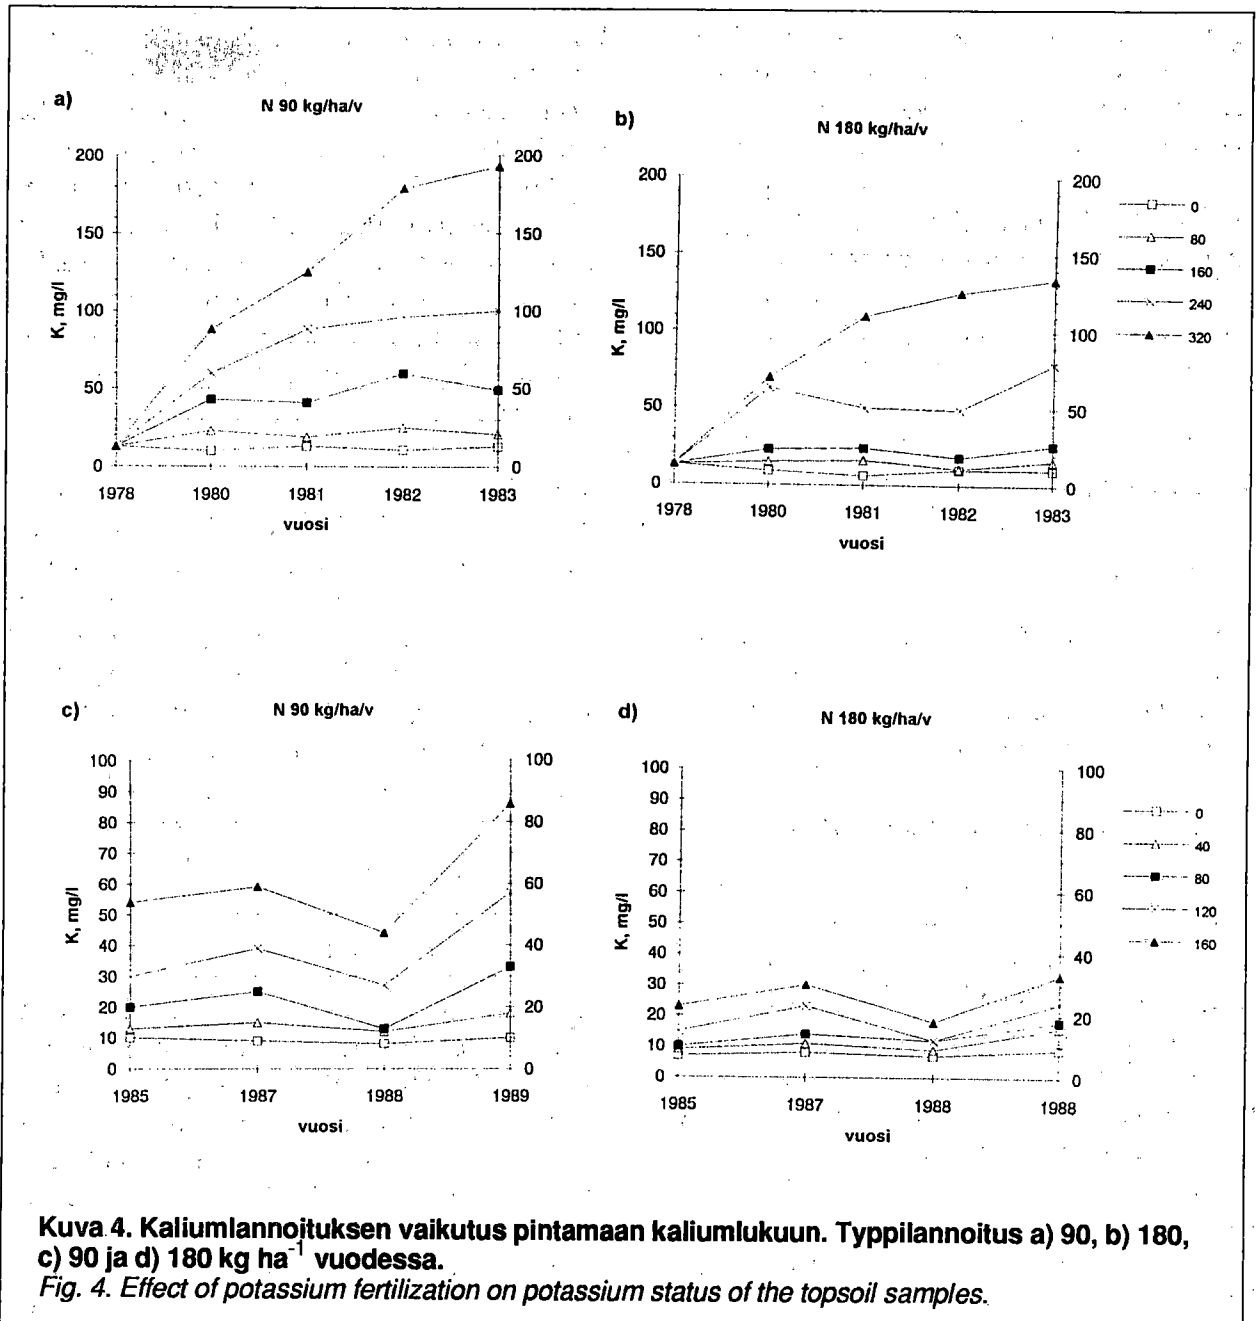 a)
N 90 kg/ha/v
200
150
100
50
0
K, mg/l
200
150
100
50
0
1978 1980 1981 1982 1983
vuosi
b)
N 180 kg/ha/v
200
150
100
50
0
K, mg/l
200
150
100
50
0
1978 1980 1981 1982 1983
vuosi
0
80
160
240
320
c)
N 90 kg/ha/v
100
90
80
70
60
50
40
30
20
10
0
K, mg/l
100
80
60
40
20
0
1985 1987 1988 1989
vuosi
d)
N 180 kg/ha/v
100
90
80
70
60
50
40
30
20
10
0
K, mg/l
100
80
60
40
20
0
1985 1987 1988 1988
vuosi
0
40
80
120
160
Kuva 4. Kaliumlannoituksen vaikutus pintamaan kaliumlukuun. Typpilannoitus a) 90, b) 180,
c) 90 ja d) 180 kg ha⁻¹ vuodessa.
Fig. 4. Effect of potassium fertilization on potassium status of the topsoil samples.